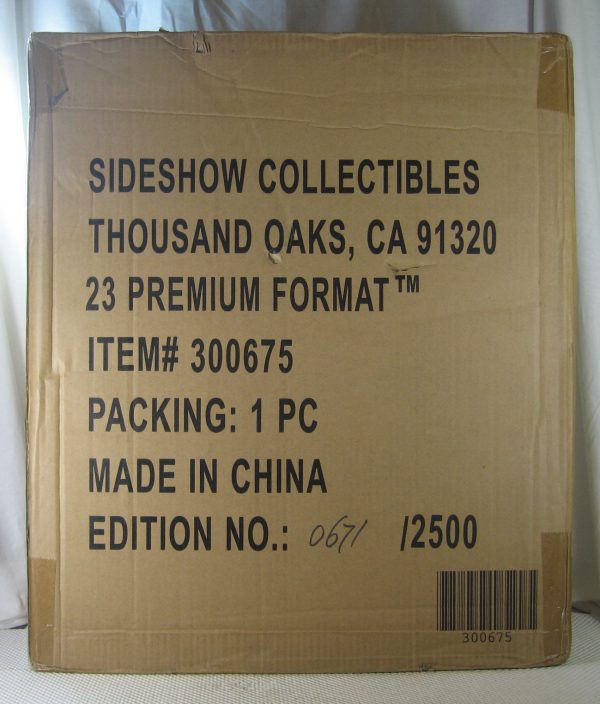 SIDESHOW COLLECTIBLES
THOUSAND OAKS, CA 91320
23 PREMIUM FORMAT™
ITEM# 300675
PACKING: 1 PC
MADE IN CHINA
EDITION NO.: 0671 /2500
300675